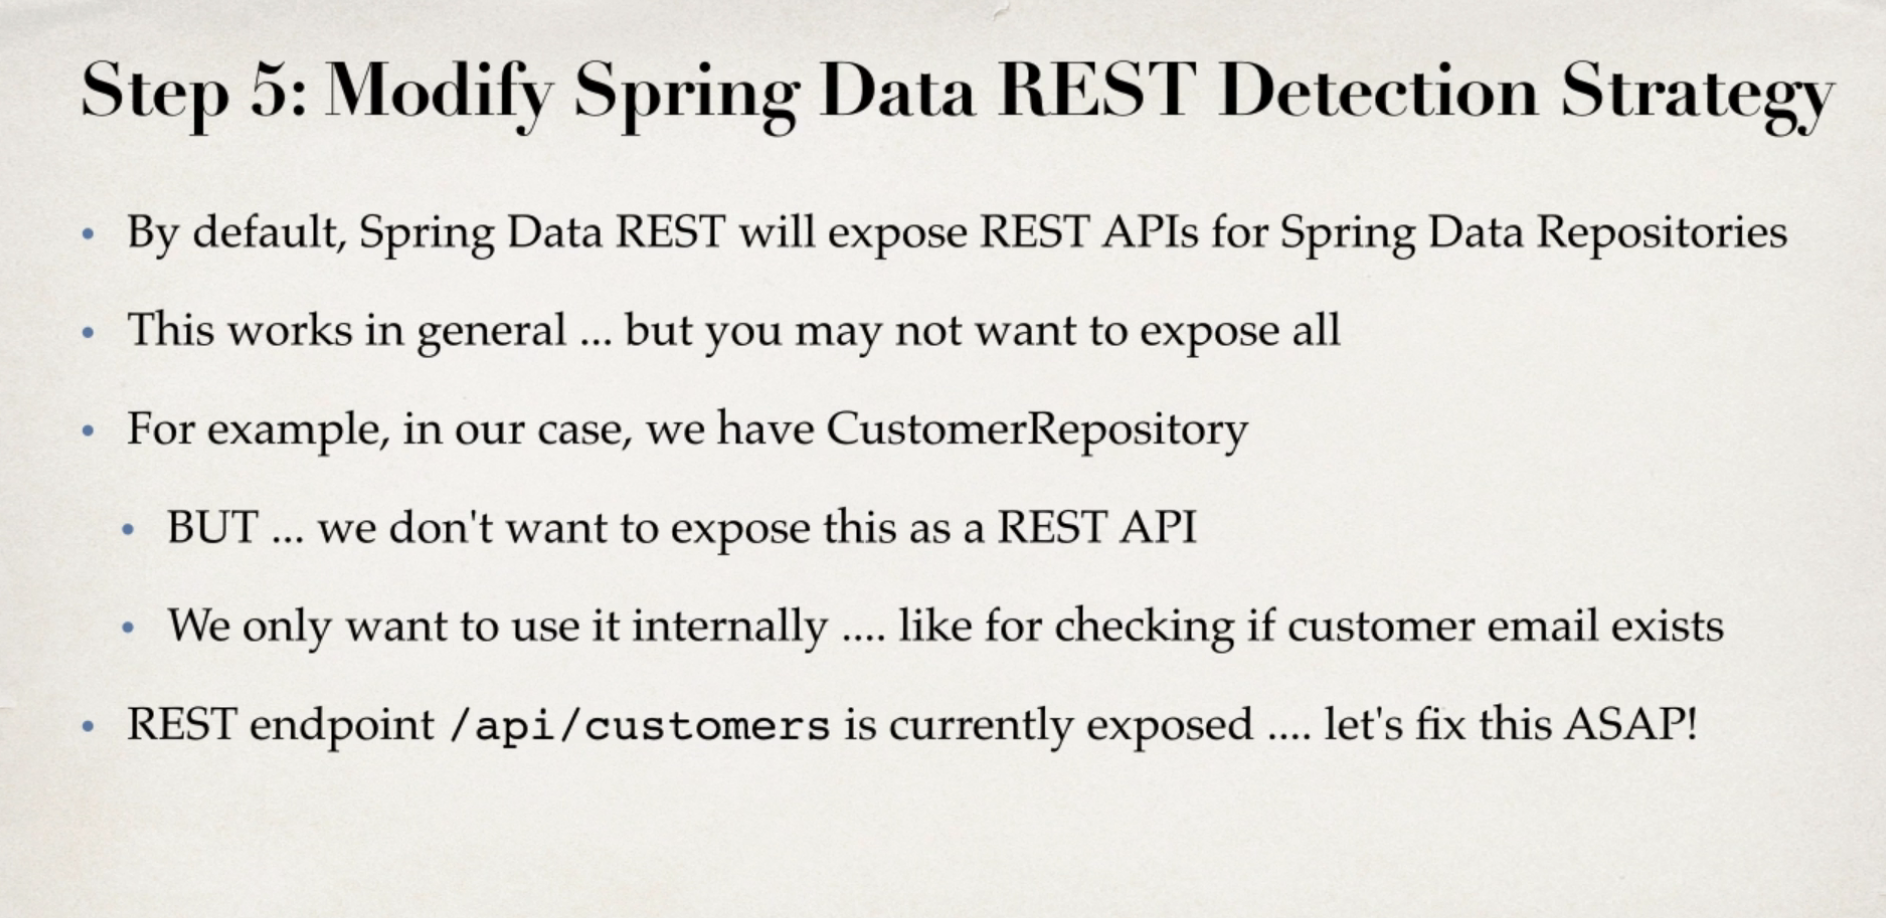 Step 5: Modify Spring Data REST Detection Strategy
• By default, Spring Data REST will expose REST APIs for Spring Data Repositories
• This works in general ... but you may not want to expose all
• For example, in our case, we have CustomerRepository
• BUT ... we don't want to expose this as a REST API
• We only want to use it internally .... like for checking if customer email exists
• REST endpoint /api/customers is currently exposed .... let's fix this ASAP!